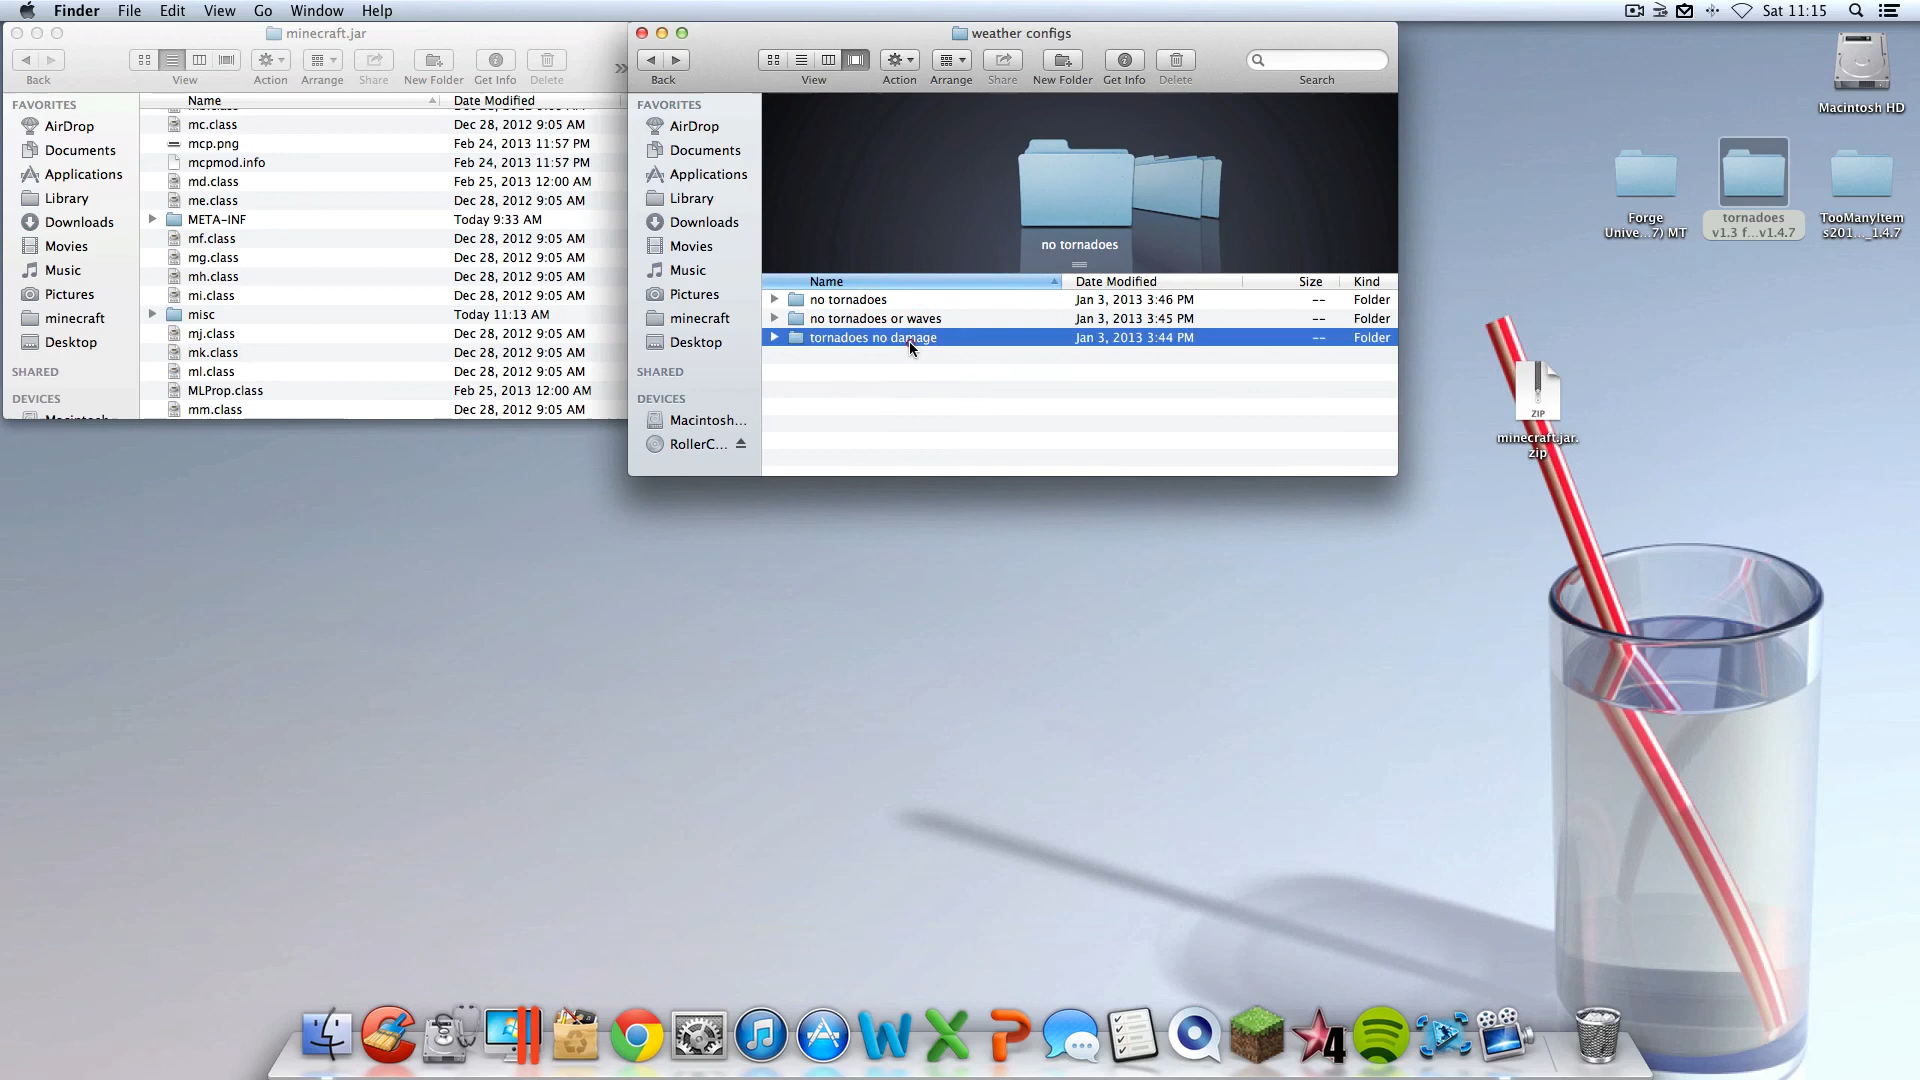 Finder File Edit View Go Window Help Sat 11:15
minecraft.jar
Back View Action Arrange Share New Folder Get Info Delete
FAVORITES
AirDrop
Documents
Applications
Library
Downloads
Movies
Music
Pictures
minecraft
Desktop
SHARED
DEVICES
Name Date Modified
mc.class Dec 28, 2012 9:05 AM
mcp.png Feb 24, 2013 11:57 PM
mcpmod.info Feb 24, 2013 11:57 PM
md.class Feb 25, 2013 12:00 AM
me.class Dec 28, 2012 9:05 AM
META-INF Today 9:33 AM
mf.class Dec 28, 2012 9:05 AM
mg.class Dec 28, 2012 9:05 AM
mh.class Dec 28, 2012 9:05 AM
mi.class Dec 28, 2012 9:05 AM
misc Today 11:13 AM
mj.class Dec 28, 2012 9:05 AM
mk.class Dec 28, 2012 9:05 AM
ml.class Dec 28, 2012 9:05 AM
MLProp.class Feb 25, 2013 12:00 AM
mm.class Dec 28, 2012 9:05 AM
weather configs
Back View Action Arrange Share New Folder Get Info Delete Search
FAVORITES
AirDrop
Documents
Applications
Library
Downloads
Movies
Music
Pictures
minecraft
Desktop
SHARED
DEVICES
Macintosh...
RollerC...
no tornadoes
Name Date Modified Size Kind
no tornadoes Jan 3, 2013 3:46 PM -- Folder
no tornadoes or waves Jan 3, 2013 3:45 PM -- Folder
tornadoes no damage Jan 3, 2013 3:44 PM -- Folder
Macintosh HD
Forge
Unive...7) MT
tornadoes
v1.3 f...v1.4.7
TooManyItem
s201..._1.4.7
ZIP
minecraft.jar.
zip
4